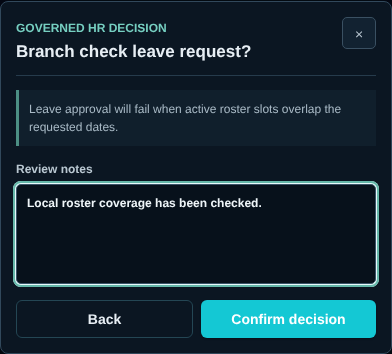 GOVERNED HR DECISION
Branch check leave request?
×
Leave approval will fail when active roster slots overlap the
requested dates.
Review notes
Local roster coverage has been checked.
Back
Confirm decision